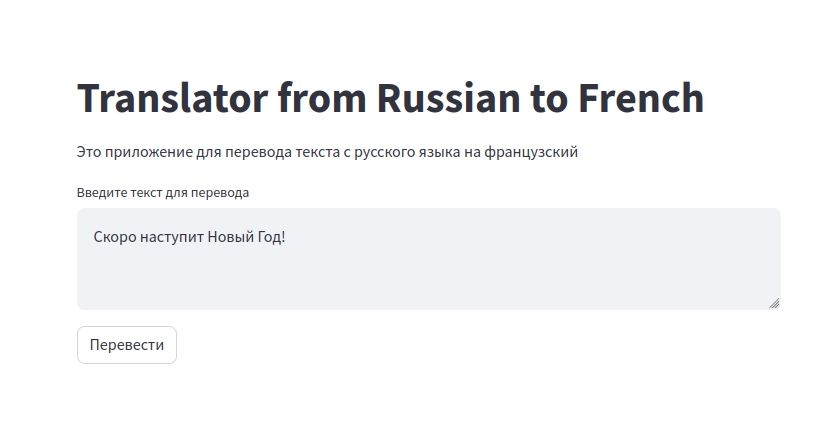 Translator from Russian to French
Это приложение для перевода текста с русского языка на французский
Введите текст для перевода
Скоро наступит Новый Год!
Перевести